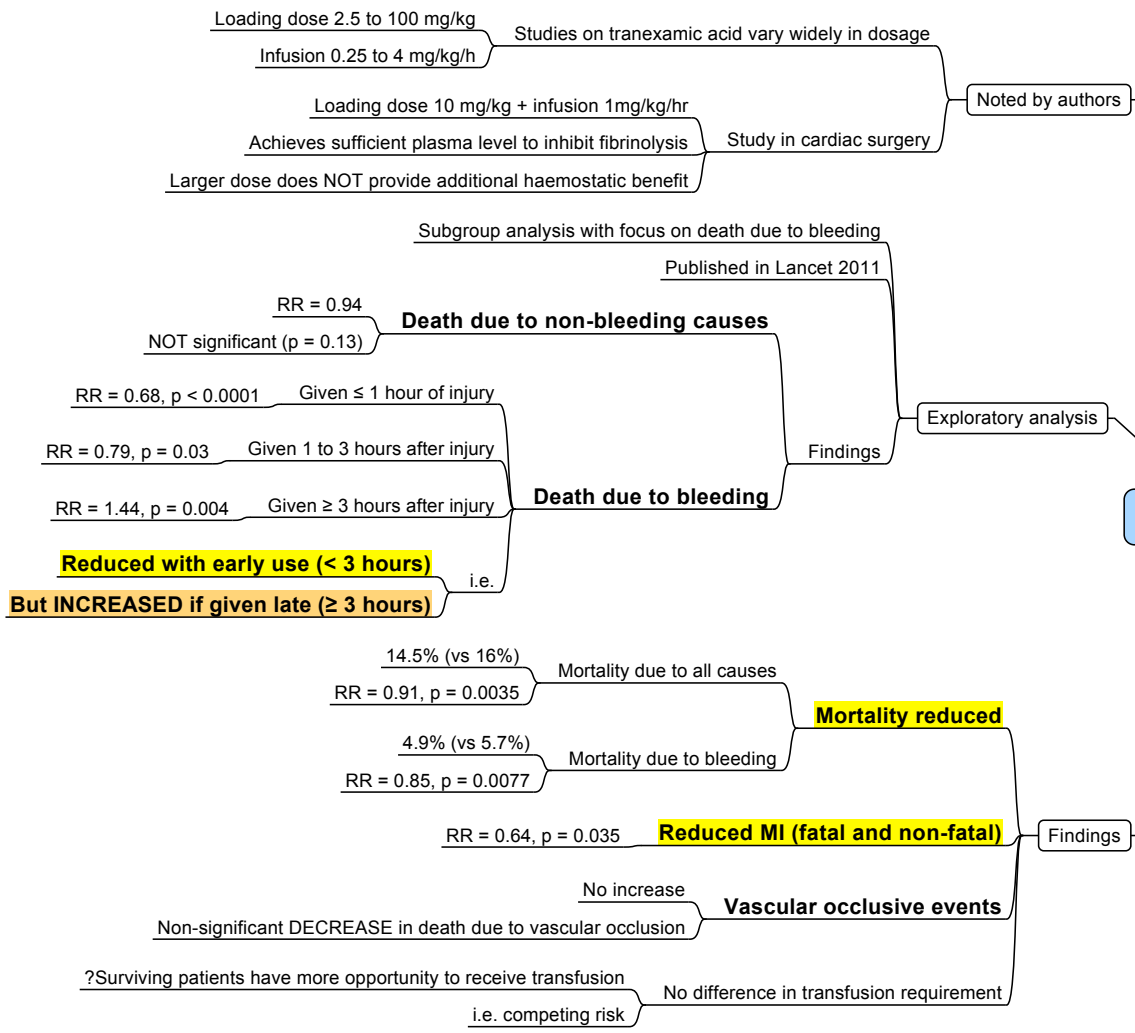 Loading dose 2.5 to 100 mg/kg
Infusion 0.25 to 4 mg/kg/h
Studies on tranexamic acid vary widely in dosage
Loading dose 10 mg/kg + infusion 1mg/kg/hr
Achieves sufficient plasma level to inhibit fibrinolysis
Larger dose does NOT provide additional haemostatic benefit
Study in cardiac surgery
Noted by authors
Subgroup analysis with focus on death due to bleeding
Published in Lancet 2011
RR = 0.94
NOT significant (p = 0.13)
Death due to non-bleeding causes
RR = 0.68, p < 0.0001
Given ≤ 1 hour of injury
RR = 0.79, p = 0.03
Given 1 to 3 hours after injury
RR = 1.44, p = 0.004
Given ≥ 3 hours after injury
Reduced with early use (< 3 hours)
But INCREASED if given late (≥ 3 hours)
i.e.
Death due to bleeding
Findings
Exploratory analysis
14.5% (vs 16%)
RR = 0.91, p = 0.0035
Mortality due to all causes
4.9% (vs 5.7%)
RR = 0.85, p = 0.0077
Mortality due to bleeding
Mortality reduced
RR = 0.64, p = 0.035
Reduced MI (fatal and non-fatal)
No increase
Non-significant DECREASE in death due to vascular occlusion
Vascular occlusive events
?Surviving patients have more opportunity to receive transfusion
i.e. competing risk
No difference in transfusion requirement
Findings